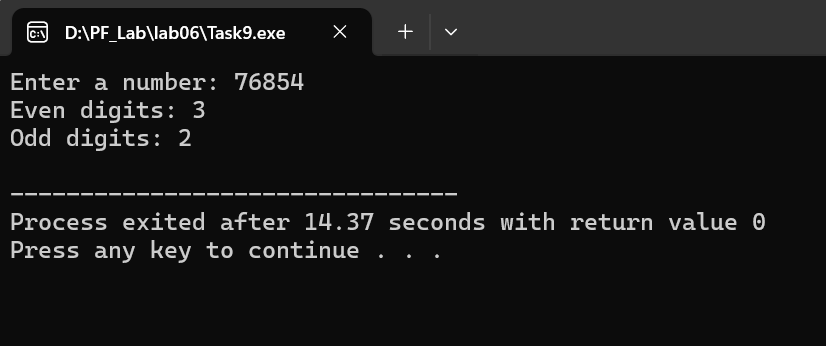 D:\PF_Lab\lab06\Task9.exe
Enter a number: 76854
Even digits: 3
Odd digits: 2
--------------------------------
Process exited after 14.37 seconds with return value 0
Press any key to continue . . .